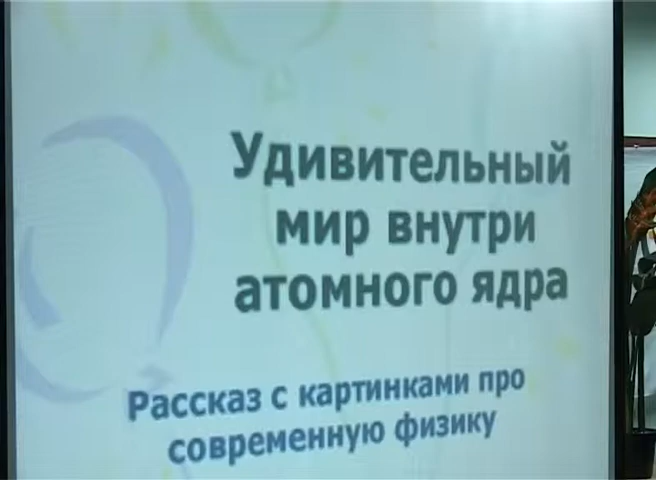 Удивительный
мир внутри
атомного ядра
Рассказ с картинками про
современную физику